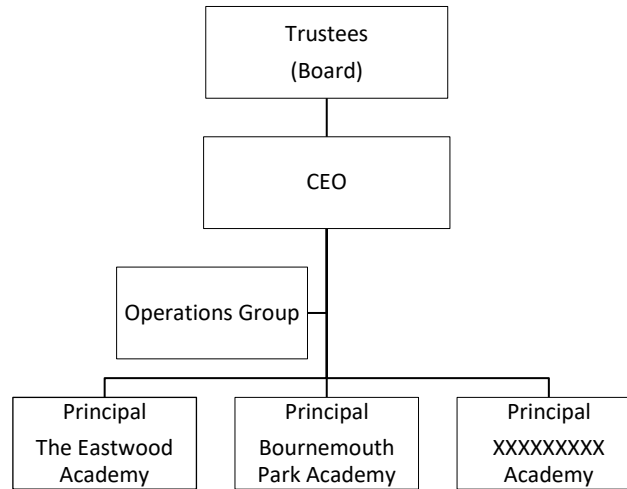 Trustees
(Board)
CEO
Operations Group
Principal
The Eastwood
Academy
Principal
Bournemouth
Park Academy
Principal
XXXXXXXXX
Academy